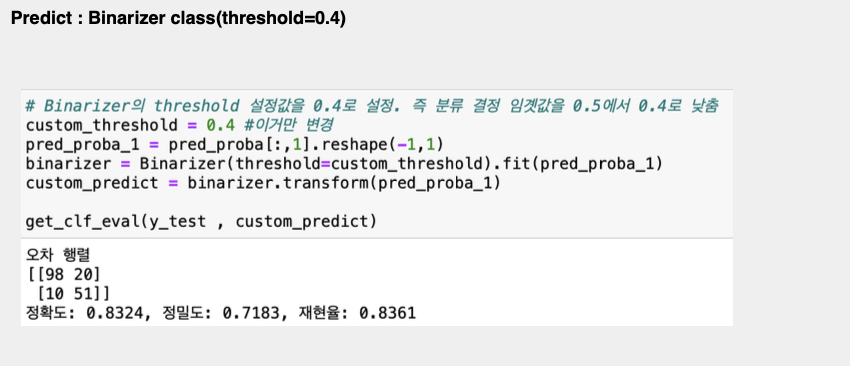 Predict : Binarizer class(threshold=0.4)
# Binarizer의 threshold 설정값을 0.4로 설정. 즉 분류 결정 임곗값을 0.5에서 0.4로 낮춤
custom_threshold = 0.4 #이거만 변경
pred_proba_1 = pred_proba[:,1].reshape(-1,1)
binarizer = Binarizer(threshold=custom_threshold).fit(pred_proba_1)
custom_predict = binarizer.transform(pred_proba_1)
get_clf_eval(y_test , custom_predict)
오차 행렬
[[98 20]
 [10 51]]
정확도: 0.8324, 정밀도: 0.7183, 재현율: 0.8361